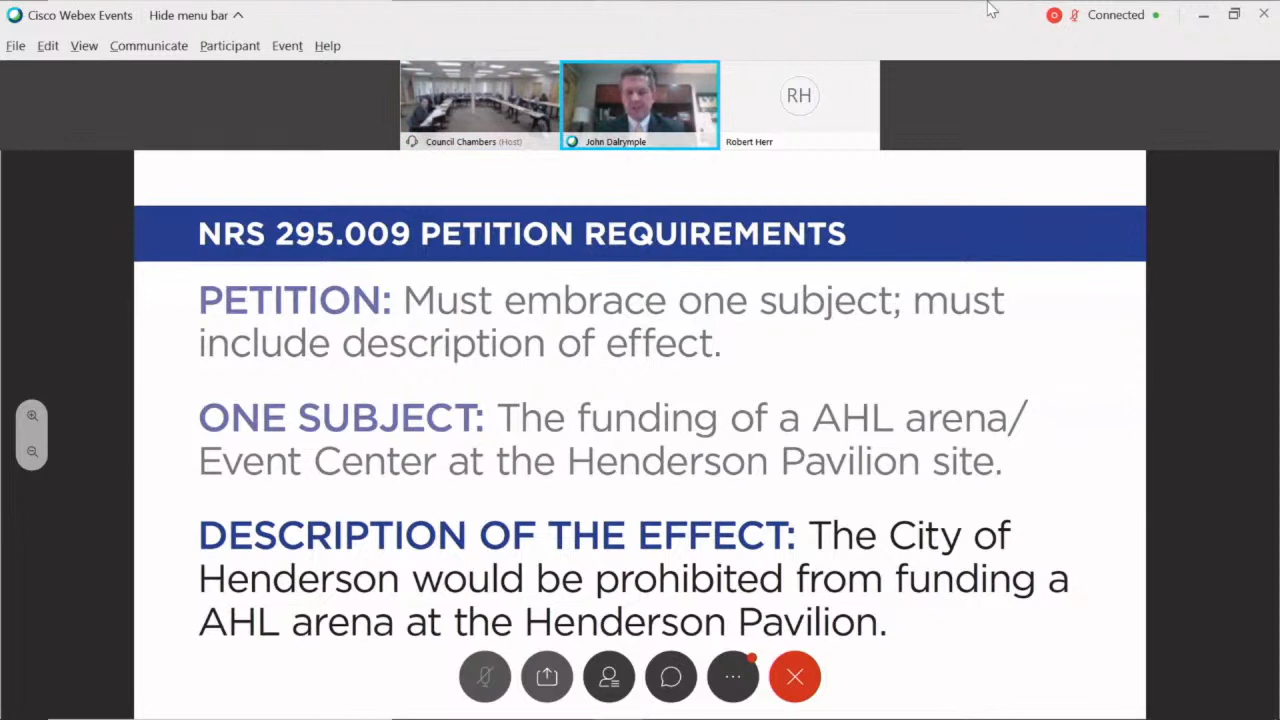 Cisco Webex Events
Hide menu bar
Connected
File Edit View Communicate Participant Event Help
RH
Council Chambers (Host)
John Dalrymple
Robert Herr
NRS 295.009 PETITION REQUIREMENTS
PETITION: Must embrace one subject; must
include description of effect.
ONE SUBJECT: The funding of a AHL arena/
Event Center at the Henderson Pavilion site.
DESCRIPTION OF THE EFFECT: The City of
Henderson would be prohibited from funding a
AHL arena at the Henderson Pavilion.